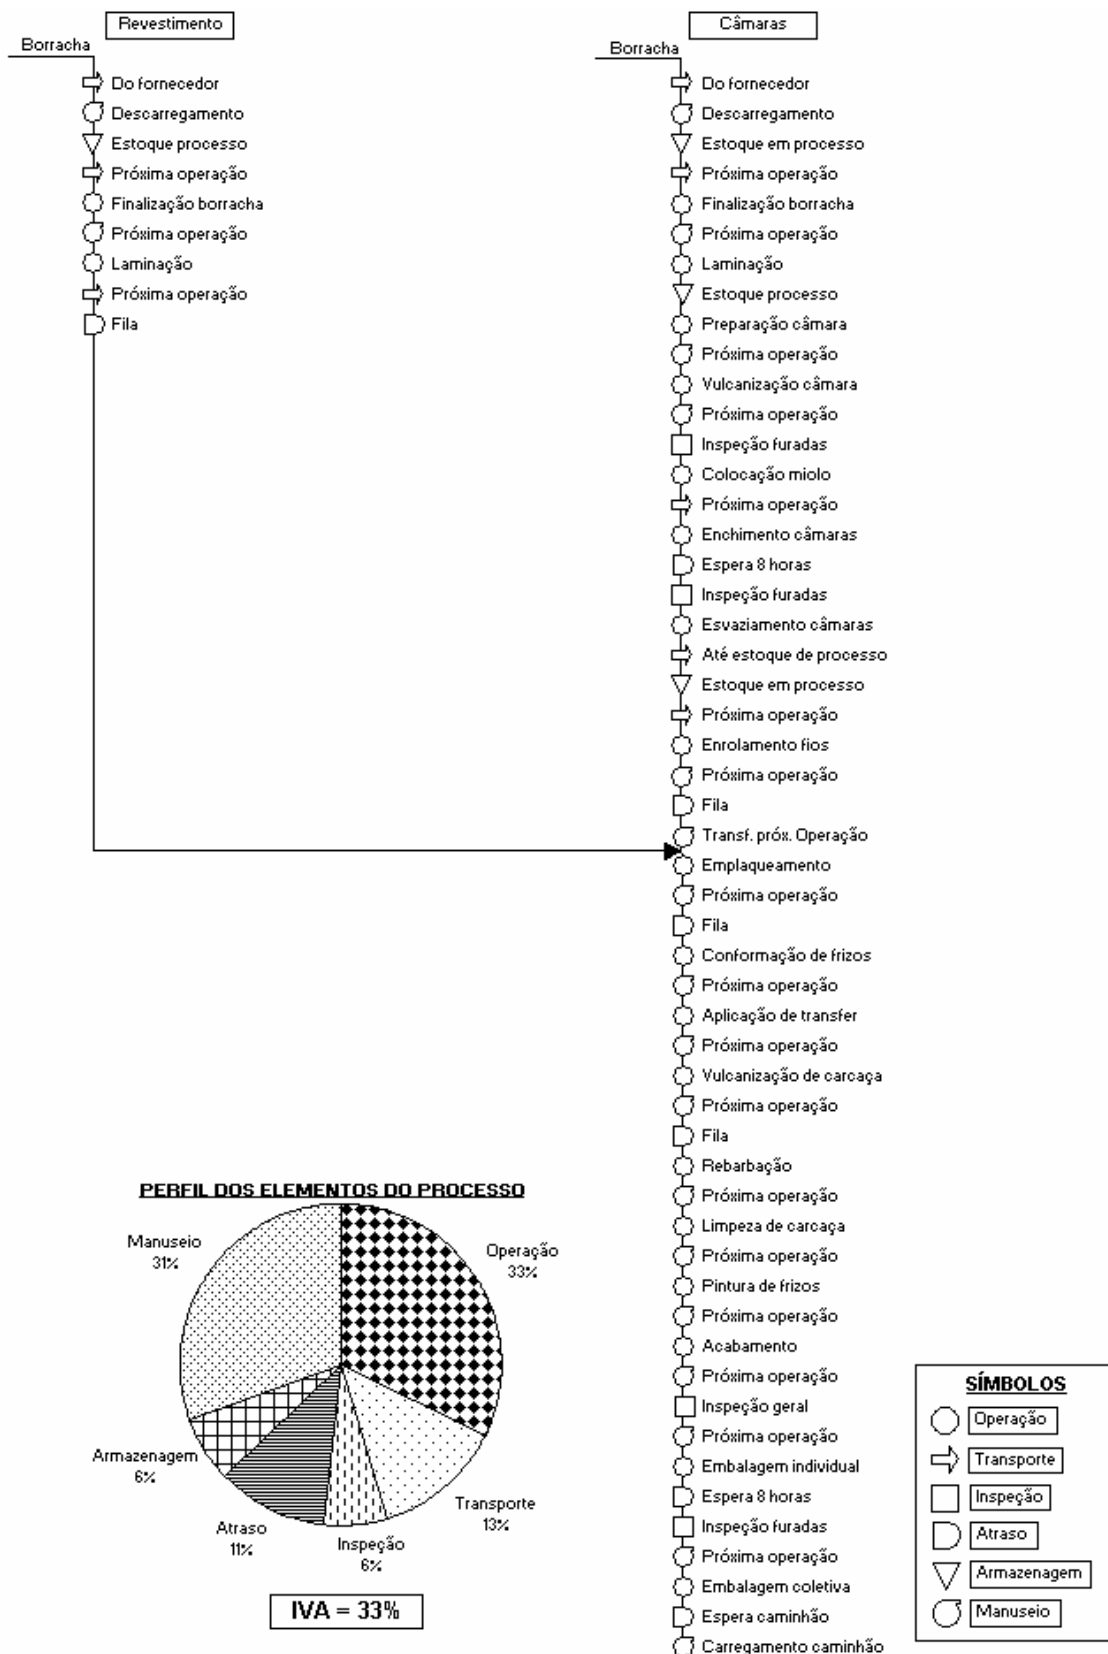 Revestimento
Borracha
Do fornecedor
Descarregamento
Estoque processo
Próxima operação
Finalização borracha
Próxima operação
Laminação
Próxima operação
Fila
Câmaras
Borracha
Do fornecedor
Descarregamento
Estoque em processo
Próxima operação
Finalização borracha
Próxima operação
Laminação
Estoque processo
Preparação câmara
Próxima operação
Vulcanização câmara
Próxima operação
Inspeção furadas
Colocação miolo
Próxima operação
Enchimento câmaras
Espera 8 horas
Inspeção furadas
Esvaziamento câmaras
Até estoque de processo
Estoque em processo
Próxima operação
Enrolamento fios
Próxima operação
Fila
Transf. próx. Operação
Emplaqueamento
Próxima operação
Fila
Conformação de frizos
Próxima operação
Aplicação de transfer
Próxima operação
Vulcanização de carcaça
Próxima operação
Fila
Rebarbação
Próxima operação
Limpeza de carcaça
Próxima operação
Pintura de frizos
Próxima operação
Acabamento
Próxima operação
Inspeção geral
Próxima operação
Embalagem individual
Espera 8 horas
Inspeção furadas
Próxima operação
Embalagem coletiva
Espera caminhão
Carregamento caminhão
PERFIL DOS ELEMENTOS DO PROCESSO
Manuseio
31%
Operação
33%
Armazenagem
6%
Atraso
11%
Inspeção
6%
Transporte
13%
IVA = 33%
SÍMBOLOS
Operação
Transporte
Inspeção
Atraso
Armazenagem
Manuseio